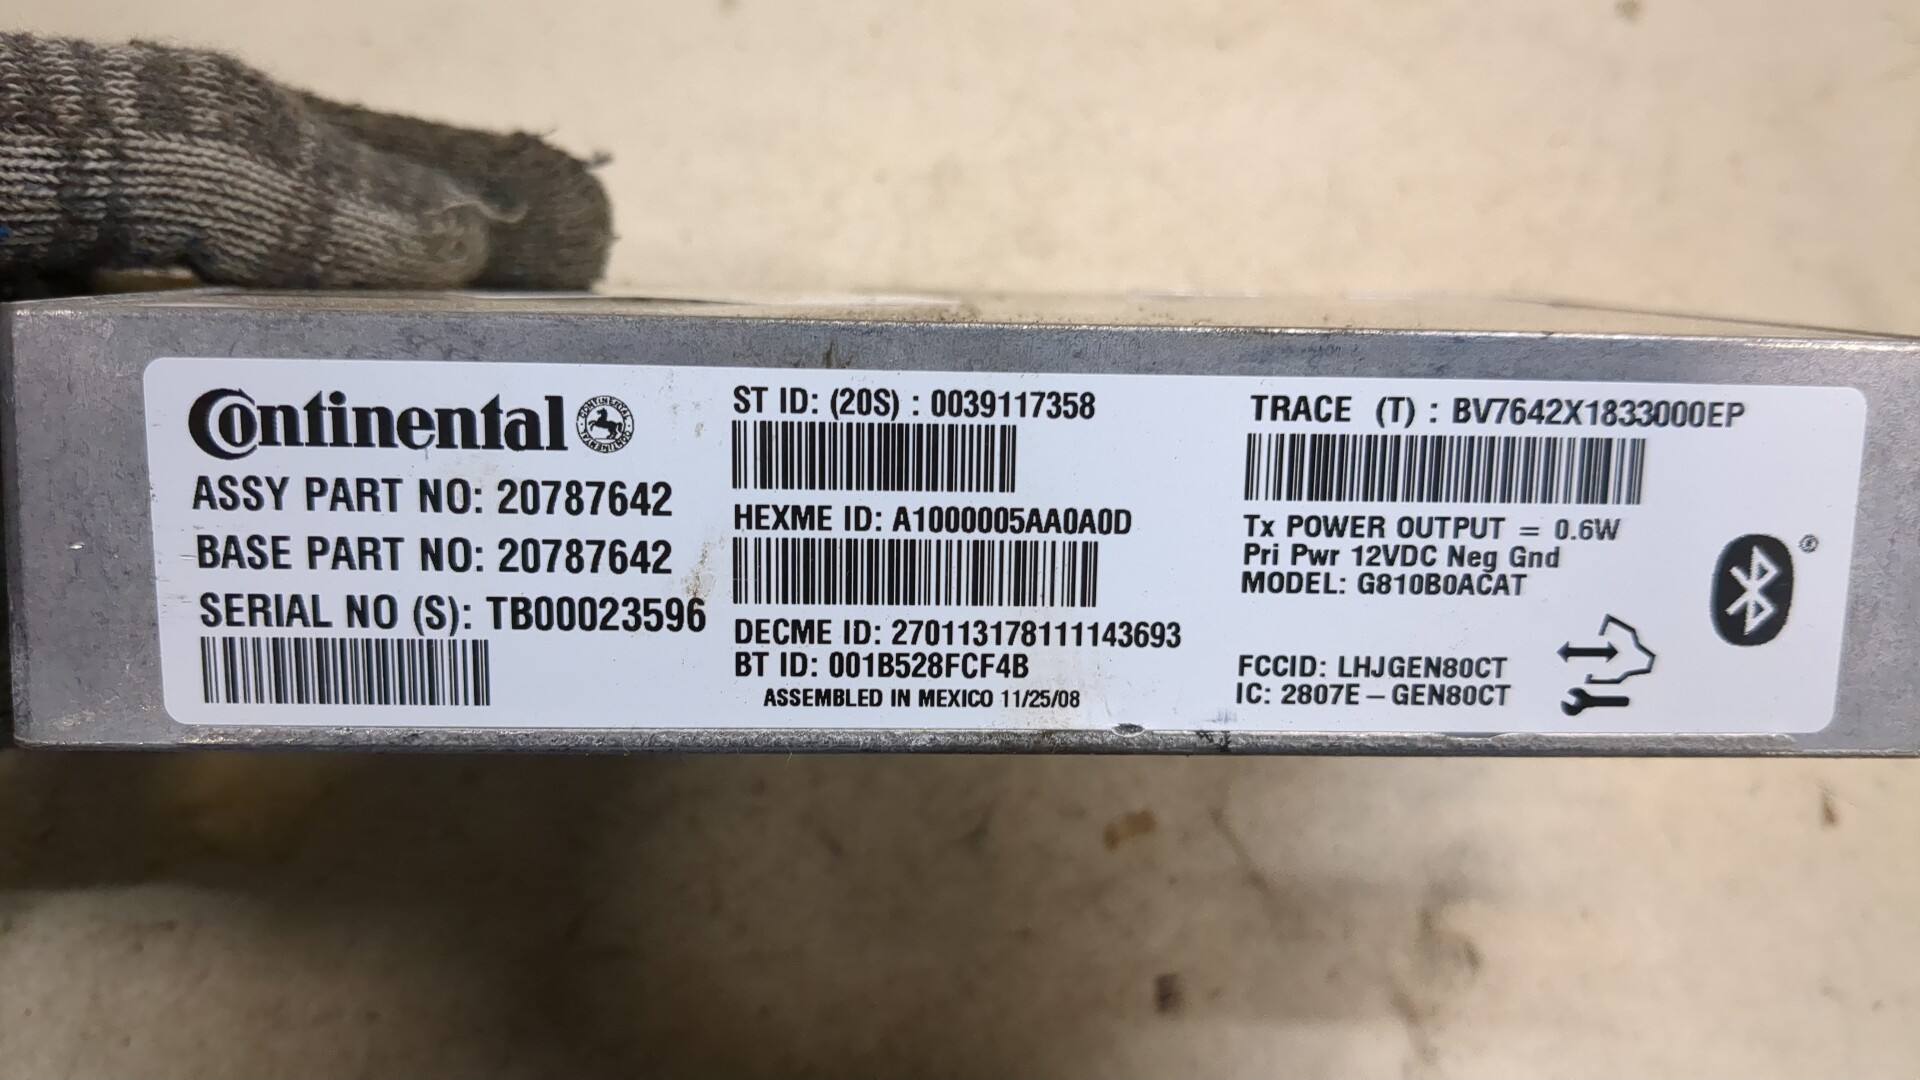 Continental
ASSY PART NO: 20787642
BASE PART NO: 20787642
SERIAL NO (S): TB00023596
ST ID: (20S) : 0039117358
HEXME ID: A1000005AA0A0D
DECME ID: 270113178111143693
BT ID: 001B528FCF4B
ASSEMBLED IN MEXICO 11/25/08
TRACE (T) : BV7642X1833000EP
Tx POWER OUTPUT = 0.6W
Pri Pwr 12VDC Neg Gnd
MODEL: G810B0ACAT
FCCID: LHJGEN80CT
IC: 2807E – GEN80CT
®